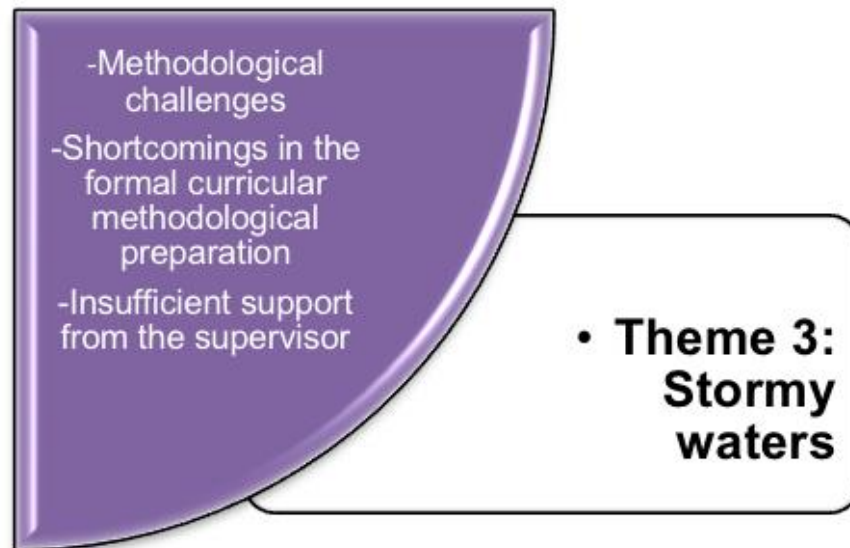 -Methodological
challenges
-Shortcomings in the
formal curricular
methodological
preparation
-Insufficient support
from the supervisor
• Theme 3:
Stormy
waters